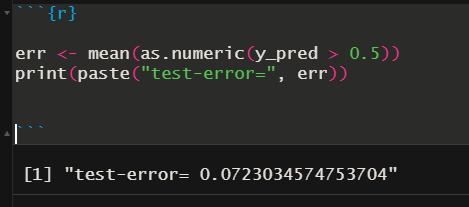 ```{r}
err <- mean(as.numeric(y_pred > 0.5))
print(paste("test-error=", err))
```
[1] "test-error= 0.0723034574753704"